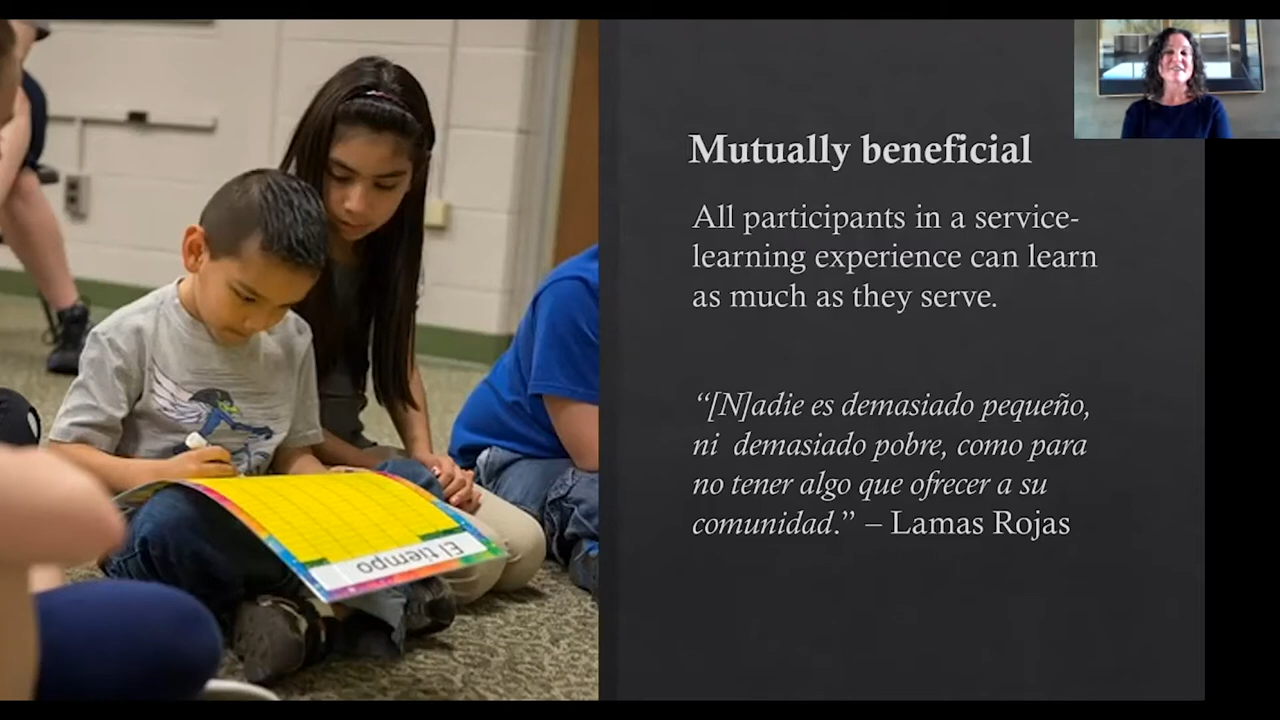 Mutually beneficial
All participants in a service-
learning experience can learn
as much as they serve.
“[N]adie es demasiado pequeño,
ni demasiado pobre, como para
no tener algo que ofrecer a su
comunidad.” – Lamas Rojas
El tiempo